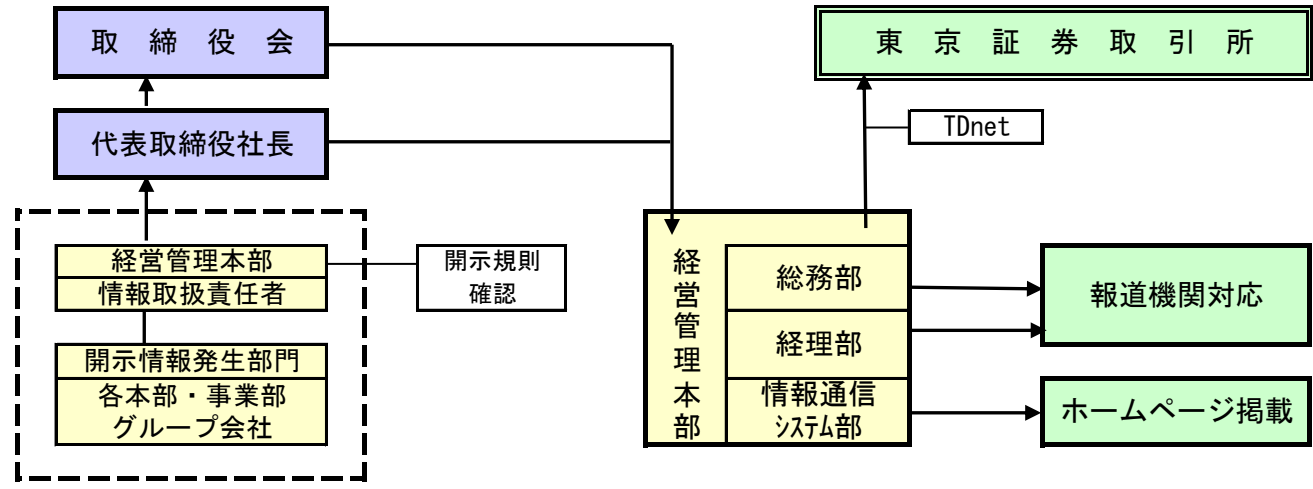 取 締 役 会
代表取締役社長
経営管理本部
情報取扱責任者
開示情報発生部門
各本部・事業部
グループ会社
開示規則
確認
東 京 証 券 取 引 所
TDnet
経営管理本部
総務部
経理部
情報通信
ｼｽﾃﾑ部
報道機関対応
ホームページ掲載